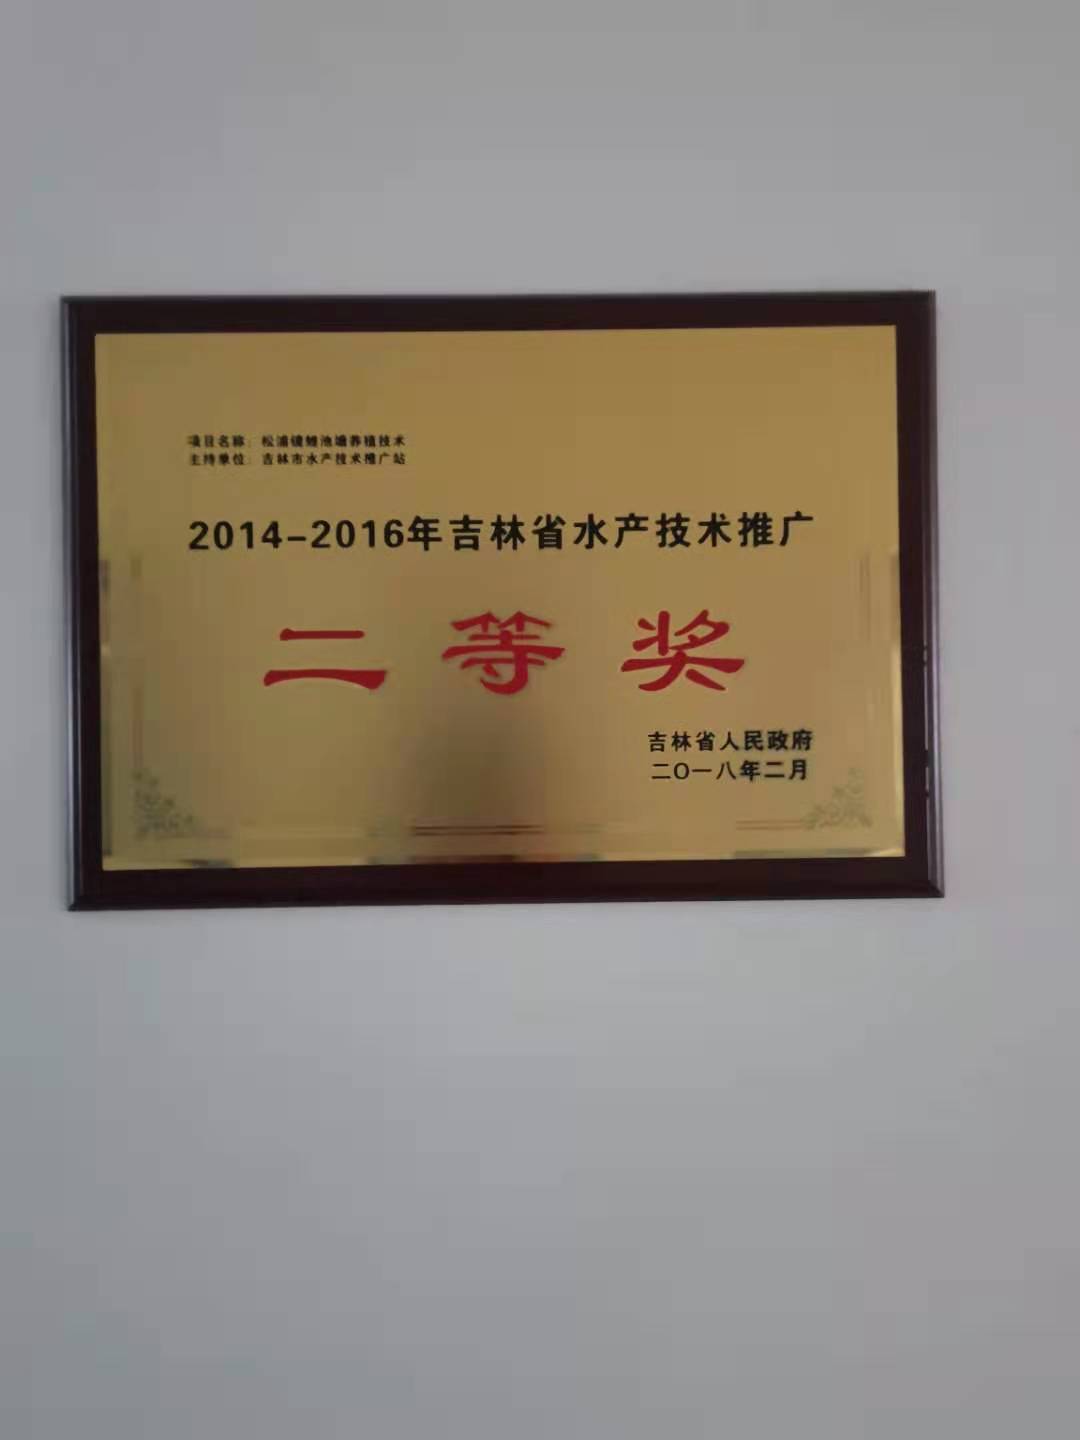 项目名称：松浦镜鲤池塘养殖技术
主持单位：吉林市水产技术推广站
2014-2016年吉林省水产技术推广
二等奖
吉林省人民政府
二〇一八年二月